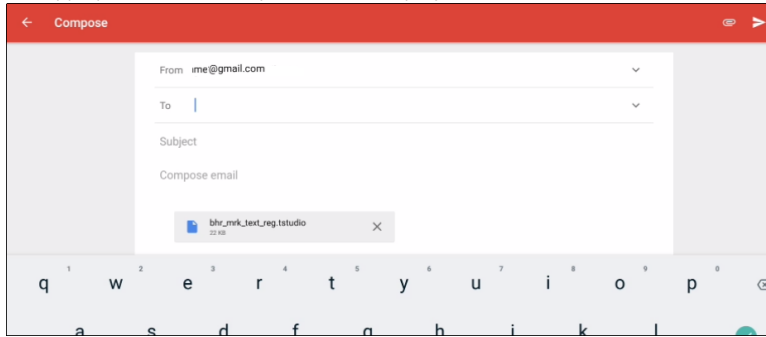 Compose
From me@gmail.com
To
Subject
Compose email
bhr_mrk_text_reg.tstudio
22 KB
1 2 3 4 5 6 7 8 9 0
q w e r t y u i o p
a s d f g h j k l